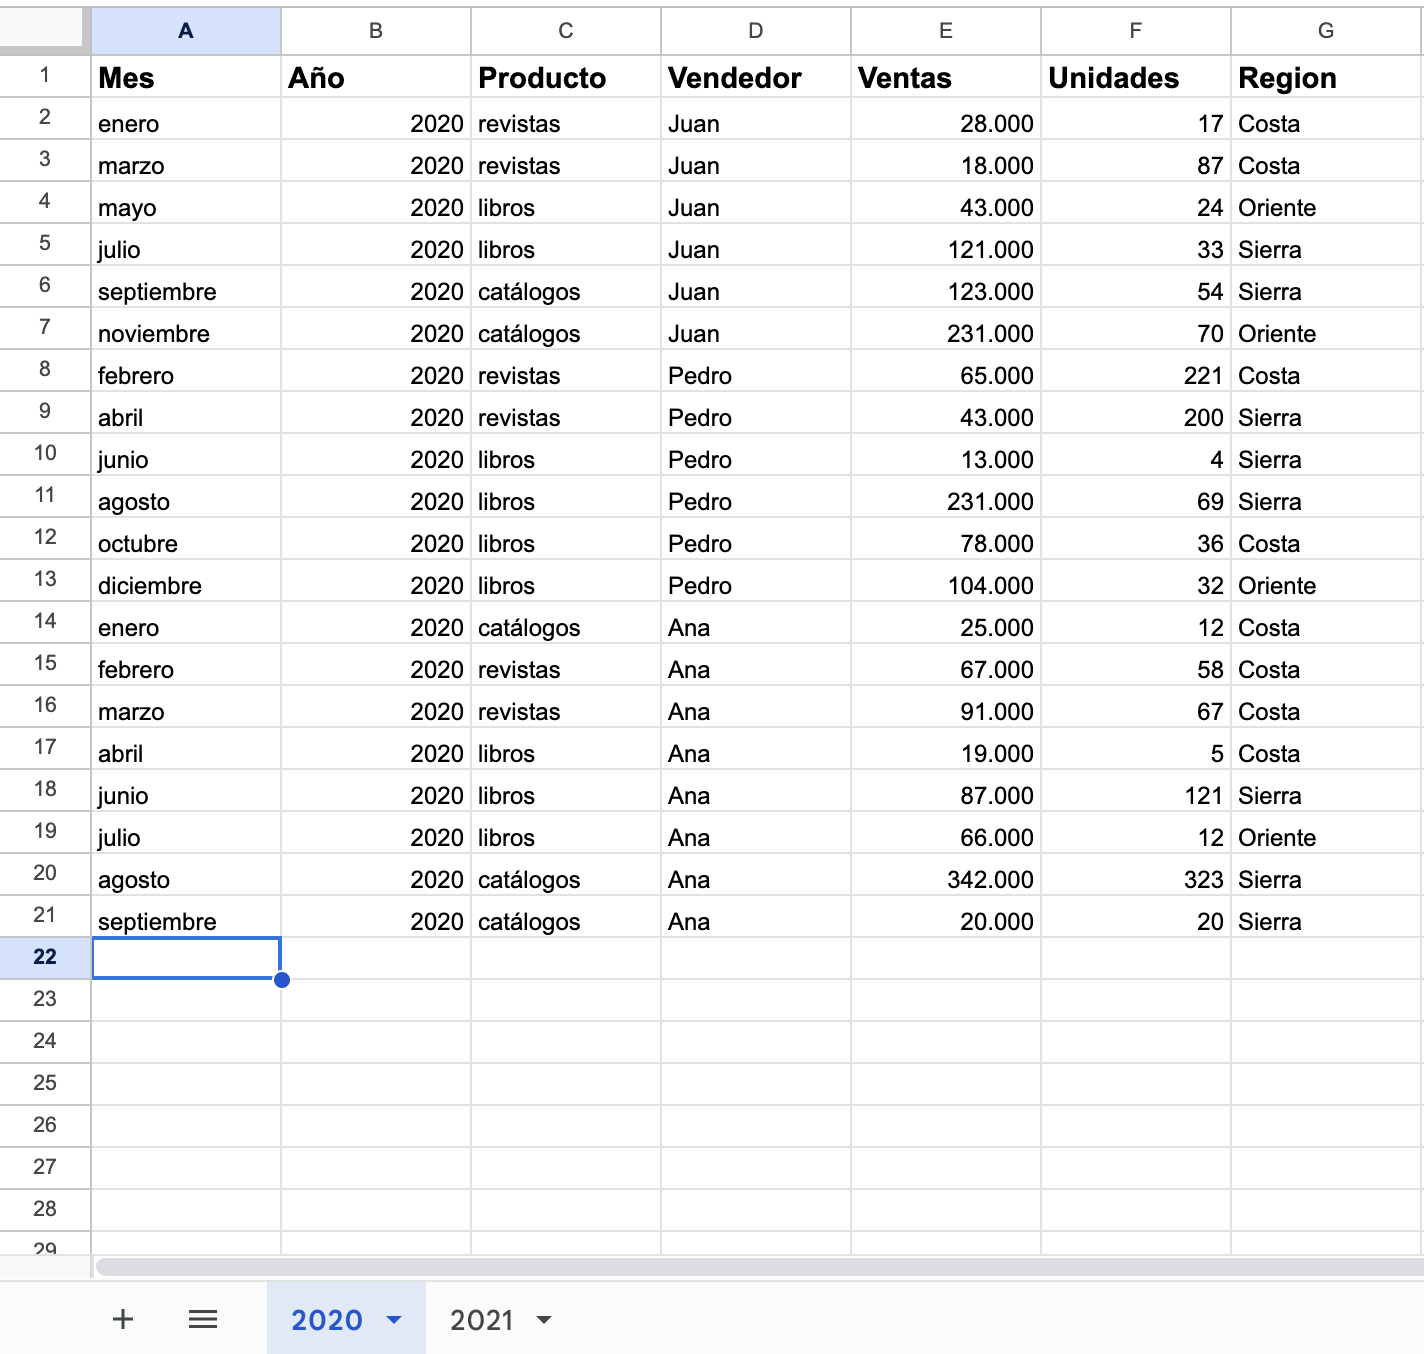 A B C D E F G
1 Mes Año Producto Vendedor Ventas Unidades Region
2 enero 2020 revistas Juan 28.000 17 Costa
3 marzo 2020 revistas Juan 18.000 87 Costa
4 mayo 2020 libros Juan 43.000 24 Oriente
5 julio 2020 libros Juan 121.000 33 Sierra
6 septiembre 2020 catálogos Juan 123.000 54 Sierra
7 noviembre 2020 catálogos Juan 231.000 70 Oriente
8 febrero 2020 revistas Pedro 65.000 221 Costa
9 abril 2020 revistas Pedro 43.000 200 Sierra
10 junio 2020 libros Pedro 13.000 4 Sierra
11 agosto 2020 libros Pedro 231.000 69 Sierra
12 octubre 2020 libros Pedro 78.000 36 Costa
13 diciembre 2020 libros Pedro 104.000 32 Oriente
14 enero 2020 catálogos Ana 25.000 12 Costa
15 febrero 2020 revistas Ana 67.000 58 Costa
16 marzo 2020 revistas Ana 91.000 67 Costa
17 abril 2020 libros Ana 19.000 5 Costa
18 junio 2020 libros Ana 87.000 121 Sierra
19 julio 2020 libros Ana 66.000 12 Oriente
20 agosto 2020 catálogos Ana 342.000 323 Sierra
21 septiembre 2020 catálogos Ana 20.000 20 Sierra
22
23
24
25
26
27
28
29
2020 2021